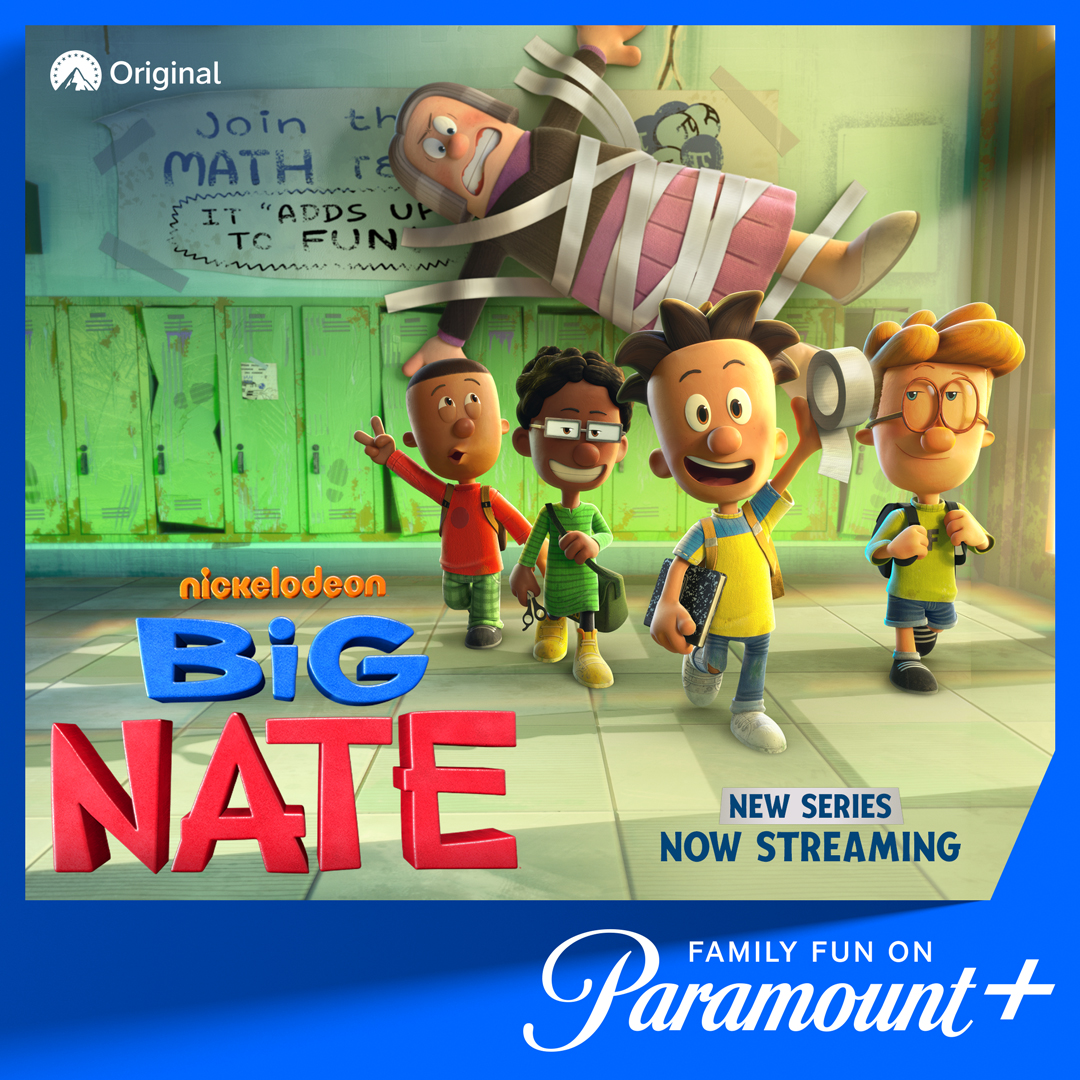 Original
Join th
MATH
IT "ADDS UP
TO FUN
nickelodeon
BiG
NATE
NEW SERIES
NOW STREAMING
FAMILY FUN ON
Paramount+